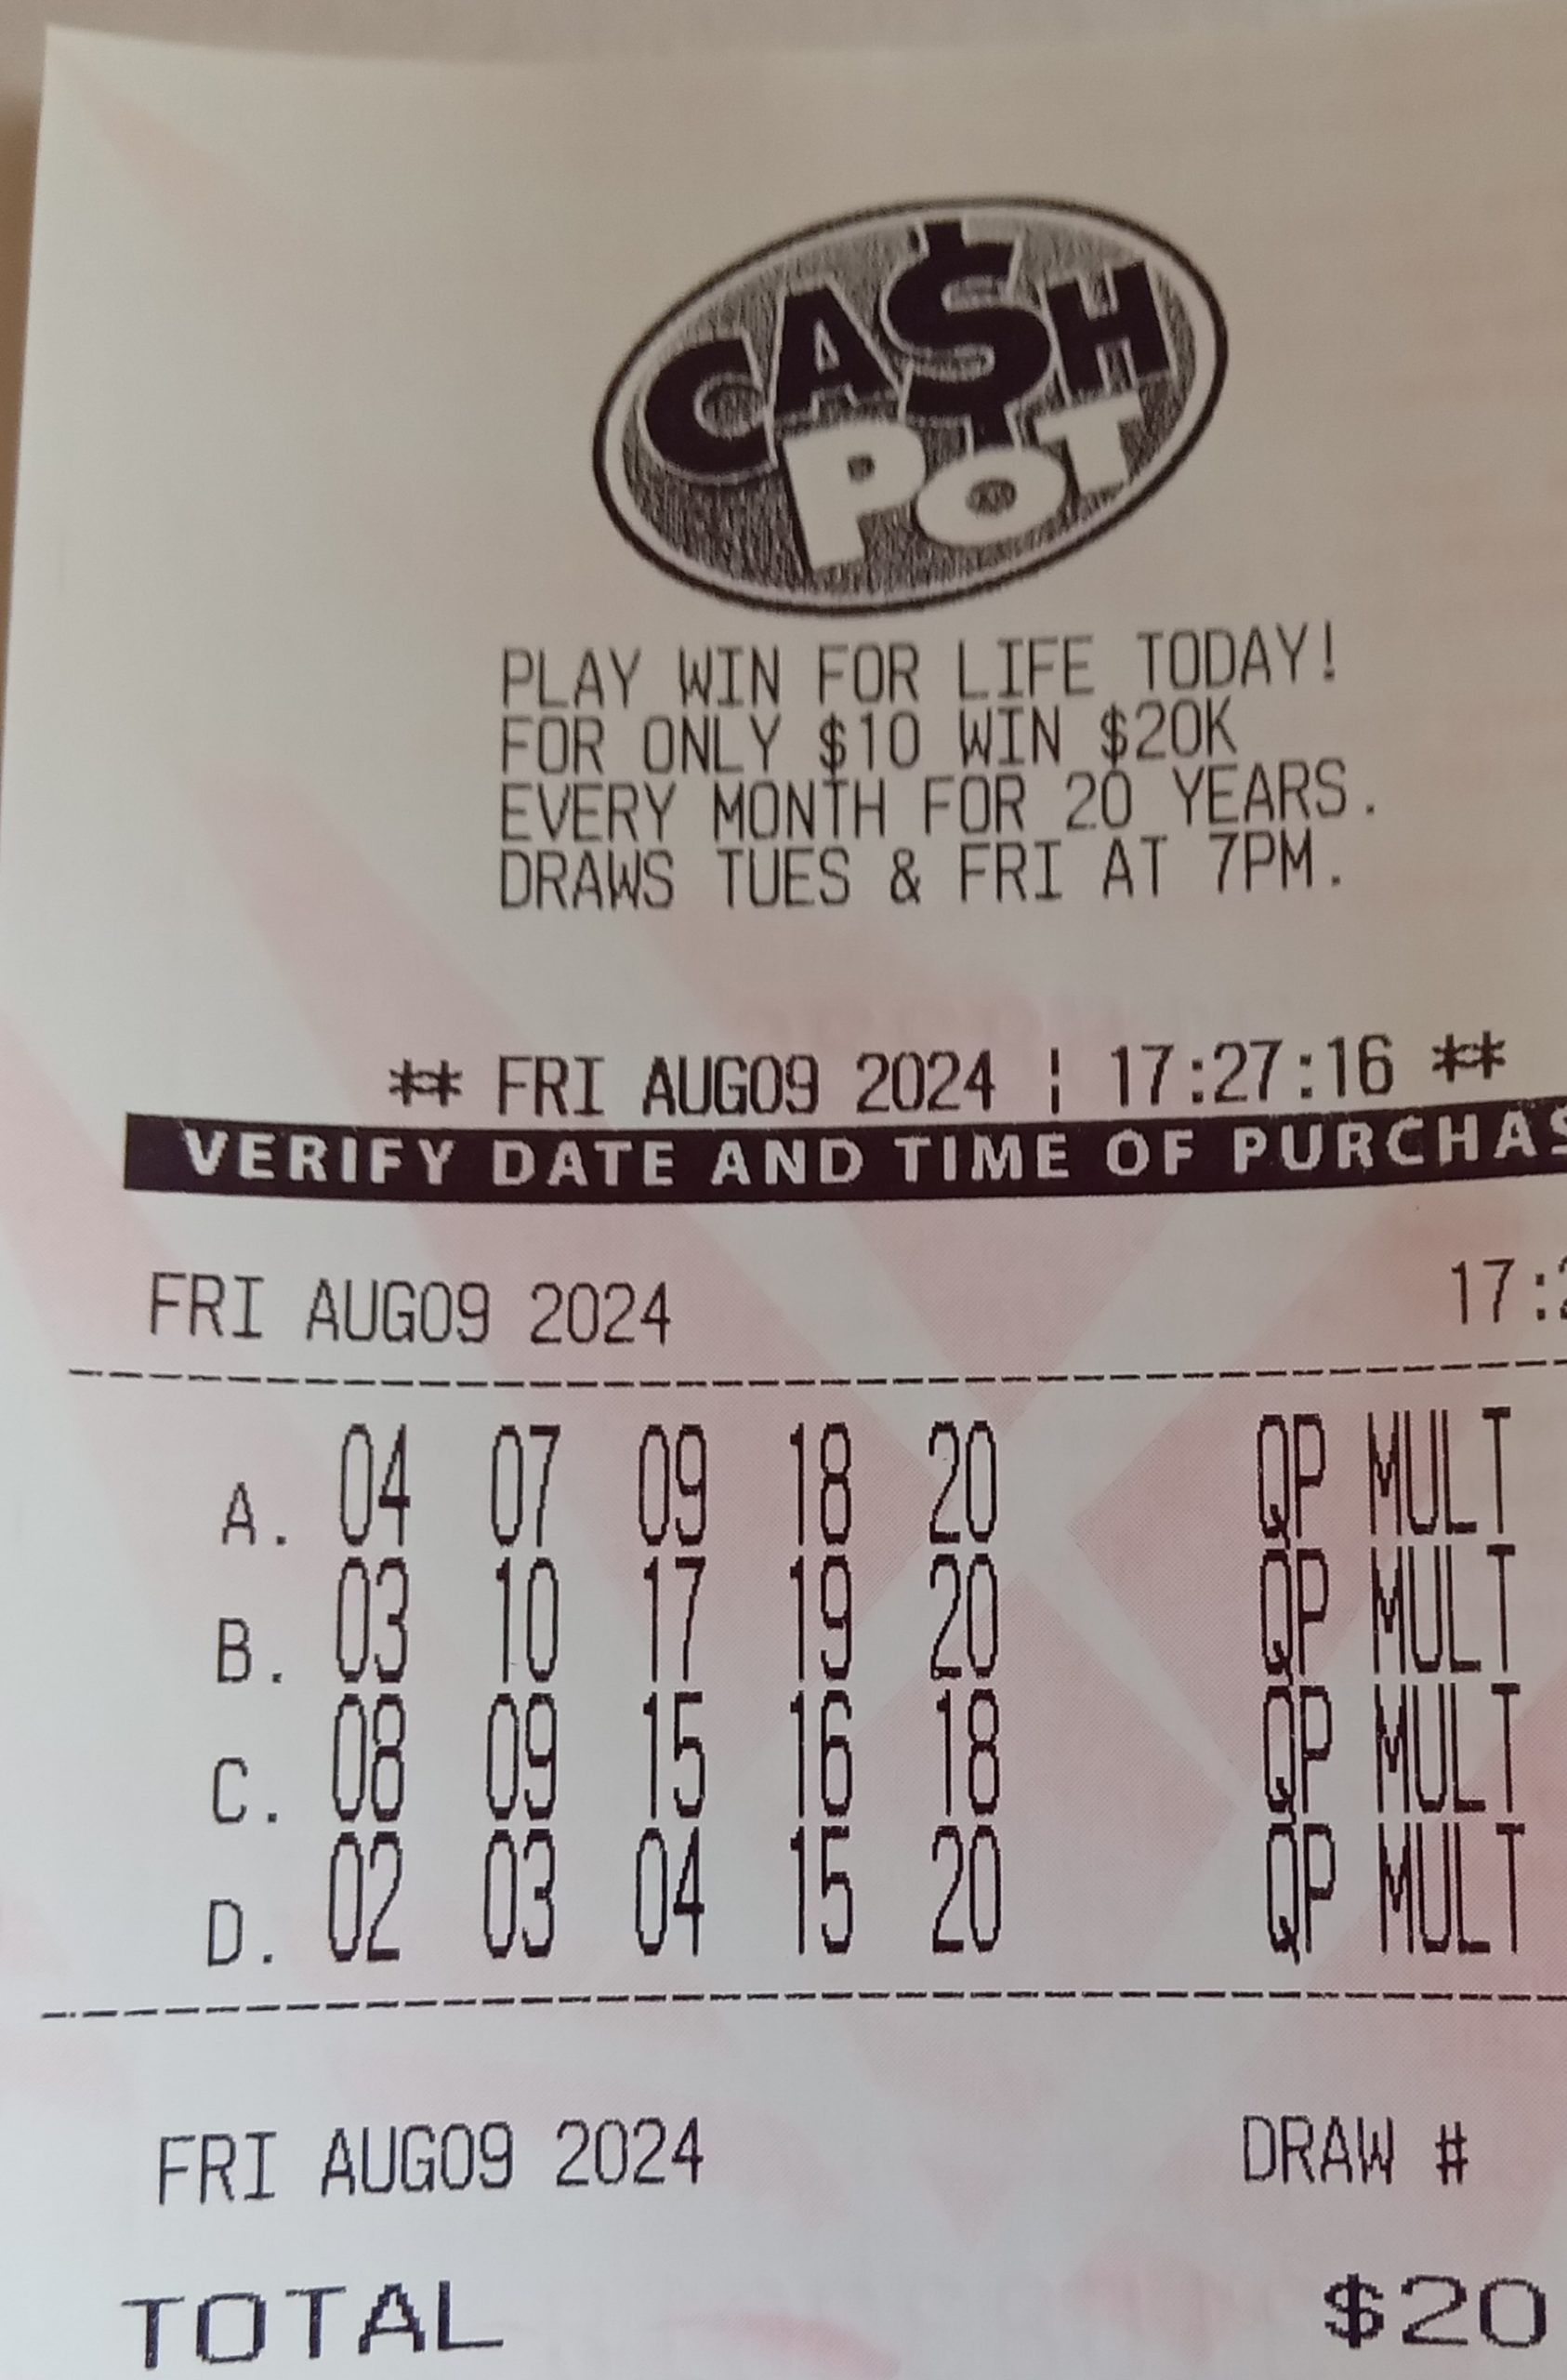 CA$H
POT
PLAY WIN FOR LIFE TODAY!
FOR ONLY $10 WIN $20K
EVERY MONTH FOR 20 YEARS.
DRAWS TUES & FRI AT 7PM.
** FRI AUG09 2024 ¦ 17:27:16 **
VERIFY DATE AND TIME OF PURCHAS
FRI AUG09 2024 17:2
A. 04 07 09 18 20 QP MULT
B. 03 10 17 19 20 QP MULT
C. 08 09 15 16 18 QP MULT
D. 02 03 04 15 20 QP MULT
FRI AUG09 2024 DRAW #
TOTAL $20